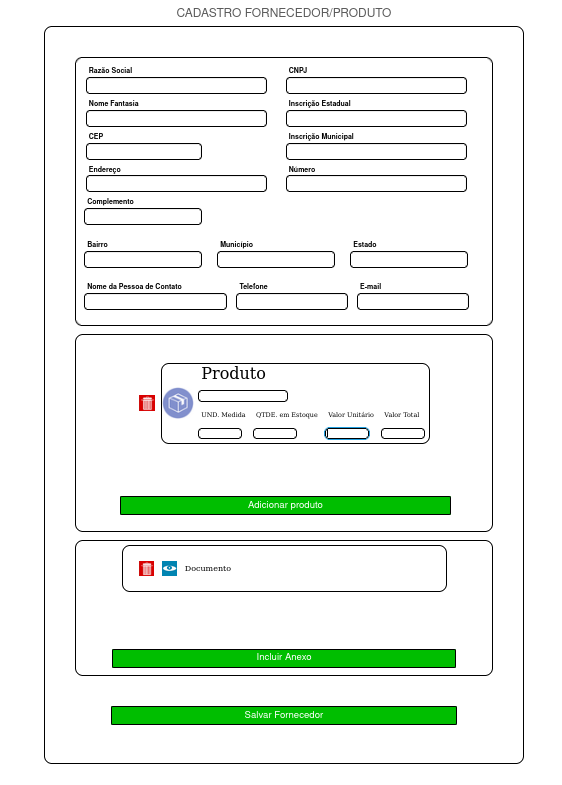 CADASTRO FORNECEDOR/PRODUTO
Razão Social CNPJ
Nome Fantasia Inscrição Estadual
CEP Inscrição Municipal
Endereço Número
Complemento
Bairro Município Estado
Nome da Pessoa de Contato Telefone E-mail
Produto
UND. Medida QTDE. em Estoque Valor Unitário Valor Total
Adicionar produto
Documento
Incluir Anexo
Salvar Fornecedor